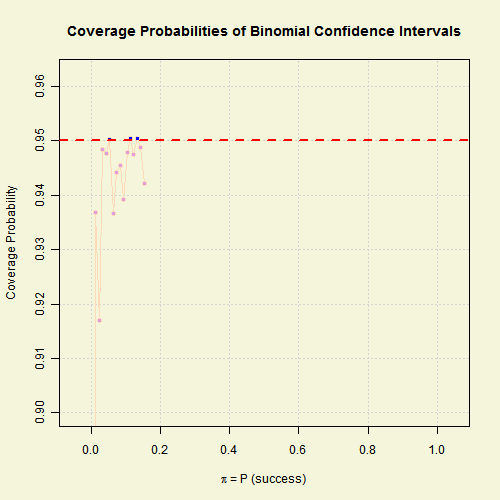 Coverage Probabilities of Binomial Confidence Intervals
0.96
0.95
0.94
0.93
0.92
0.91
0.90
Coverage Probability
0.0 0.2 0.4 0.6 0.8 1.0
π = P (success)